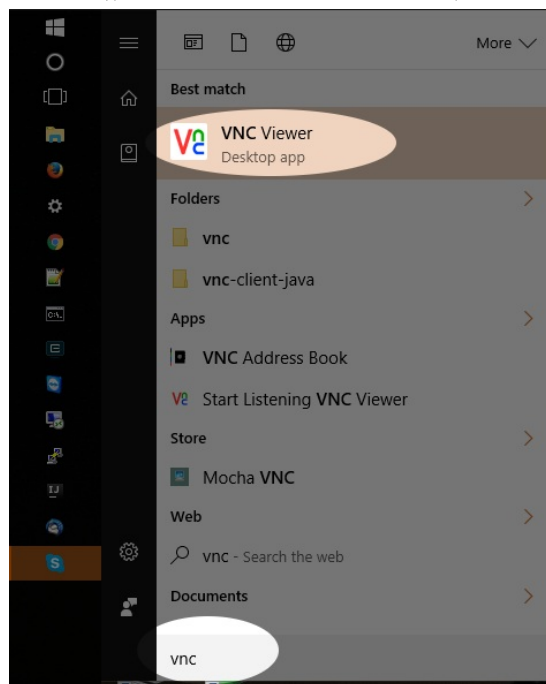 More
Best match
VNC Viewer
Desktop app
Folders
vnc
vnc-client-java
Apps
VNC Address Book
Start Listening VNC Viewer
Store
Mocha VNC
Web
vnc - Search the web
Documents
vnc